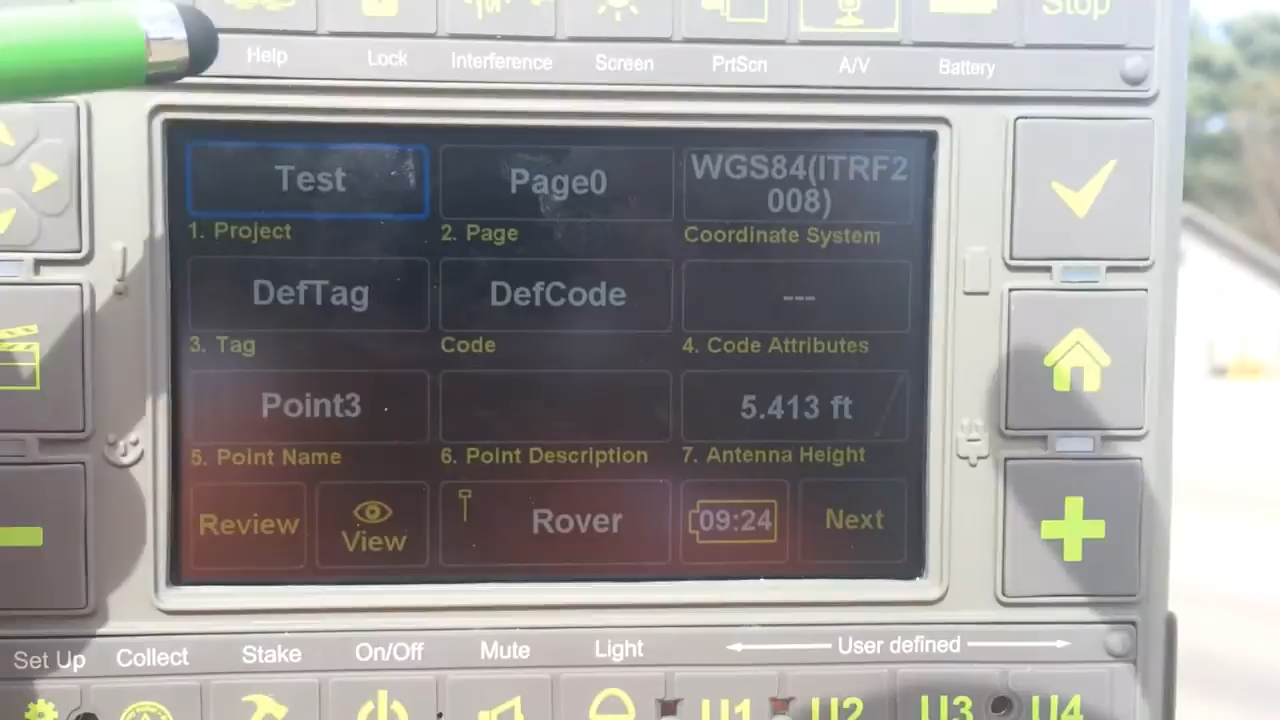 Stop
Help
Lock
Interference
Screen
PrtScn
A/V
Battery
Test
Page0
WGS84(ITRF2
008)
1. Project
2. Page
Coordinate System
DefTag
DefCode
---
3. Tag
Code
4. Code Attributes
Point3
5.413 ft
5. Point Name
6. Point Description
7. Antenna Height
Review
View
Rover
09:24
Next
Set Up
Collect
Stake
On/Off
Mute
Light
User defined
U1
U2
U3
U4